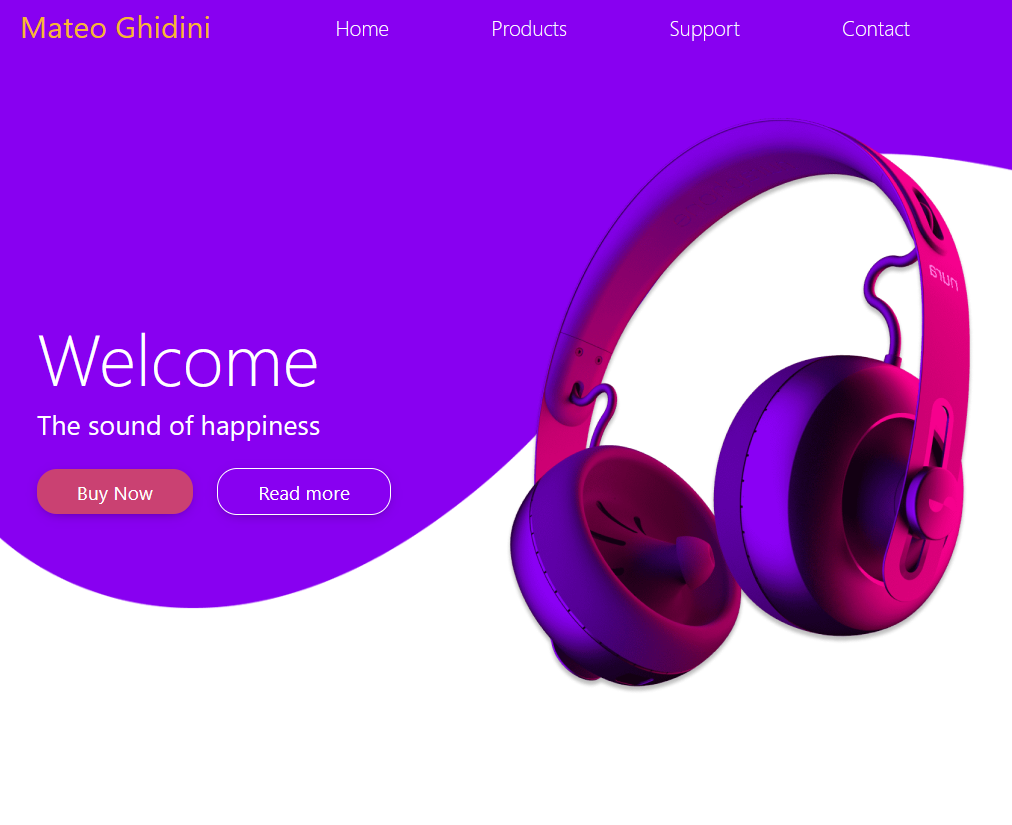 Mateo Ghidini
Home Products Support Contact
nura
Welcome
The sound of happiness
Buy Now Read more